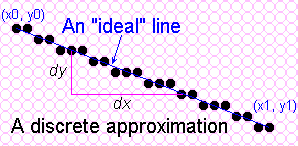 (x0, y0)
An "ideal" line
dy
dx
(x1, y1)
A discrete approximation